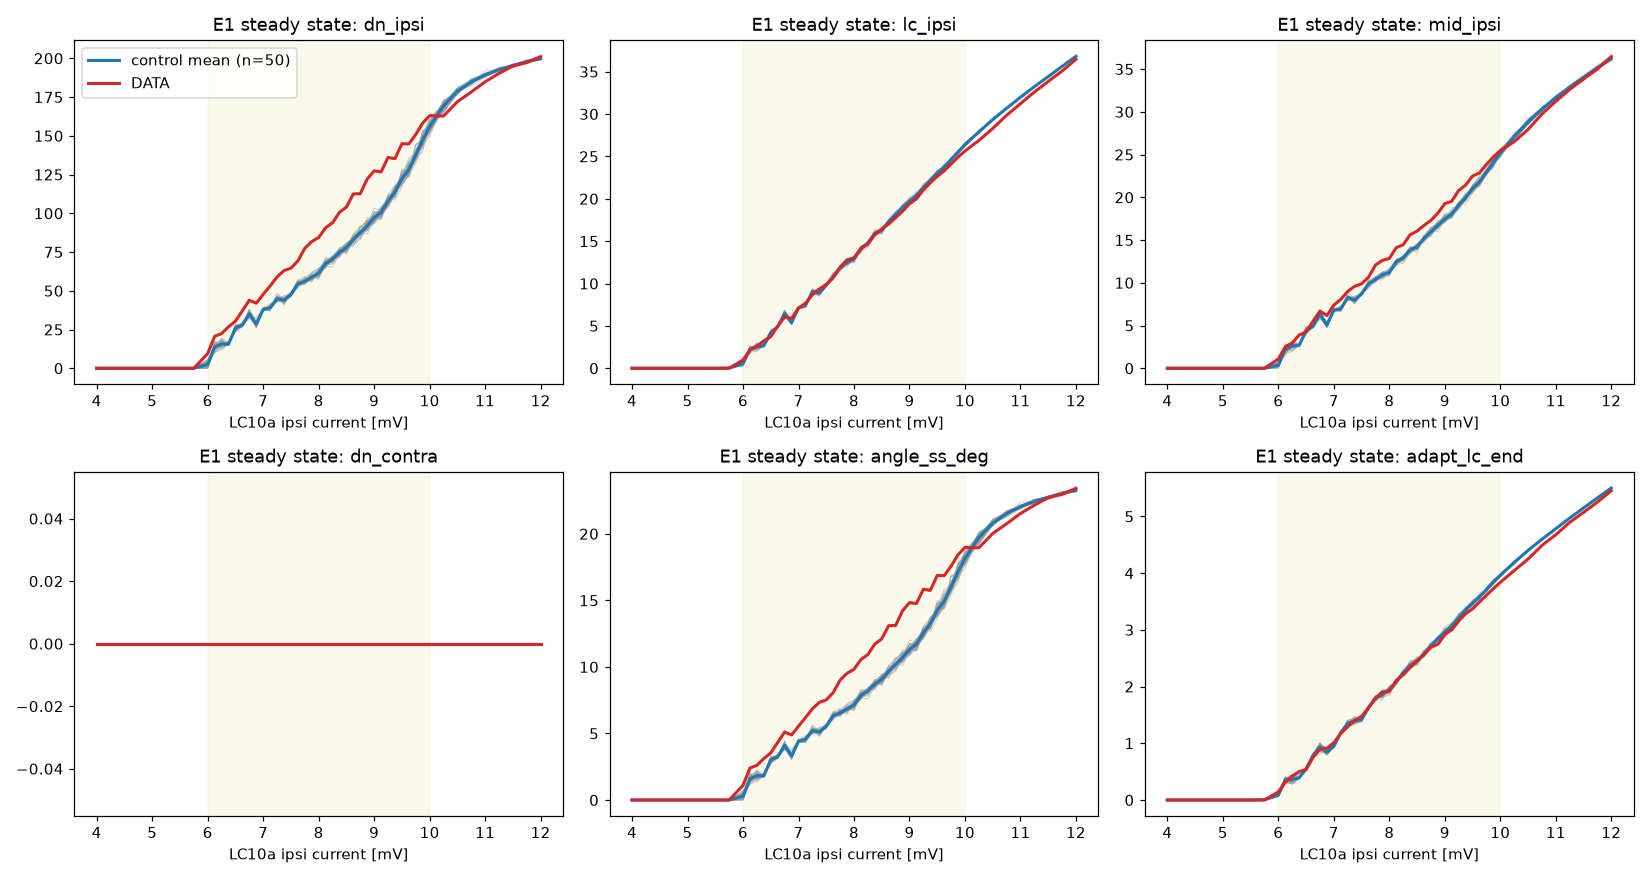 E1 steady state: dn_ipsi
control mean (n=50)
DATA
200
175
150
125
100
75
50
25
0
4 5 6 7 8 9 10 11 12
LC10a ipsi current [mV]
E1 steady state: lc_ipsi
35
30
25
20
15
10
5
0
4 5 6 7 8 9 10 11 12
LC10a ipsi current [mV]
E1 steady state: mid_ipsi
35
30
25
20
15
10
5
0
4 5 6 7 8 9 10 11 12
LC10a ipsi current [mV]
E1 steady state: dn_contra
0.04
0.02
0.00
−0.02
−0.04
4 5 6 7 8 9 10 11 12
LC10a ipsi current [mV]
E1 steady state: angle_ss_deg
20
15
10
5
0
4 5 6 7 8 9 10 11 12
LC10a ipsi current [mV]
E1 steady state: adapt_lc_end
5
4
3
2
1
0
4 5 6 7 8 9 10 11 12
LC10a ipsi current [mV]